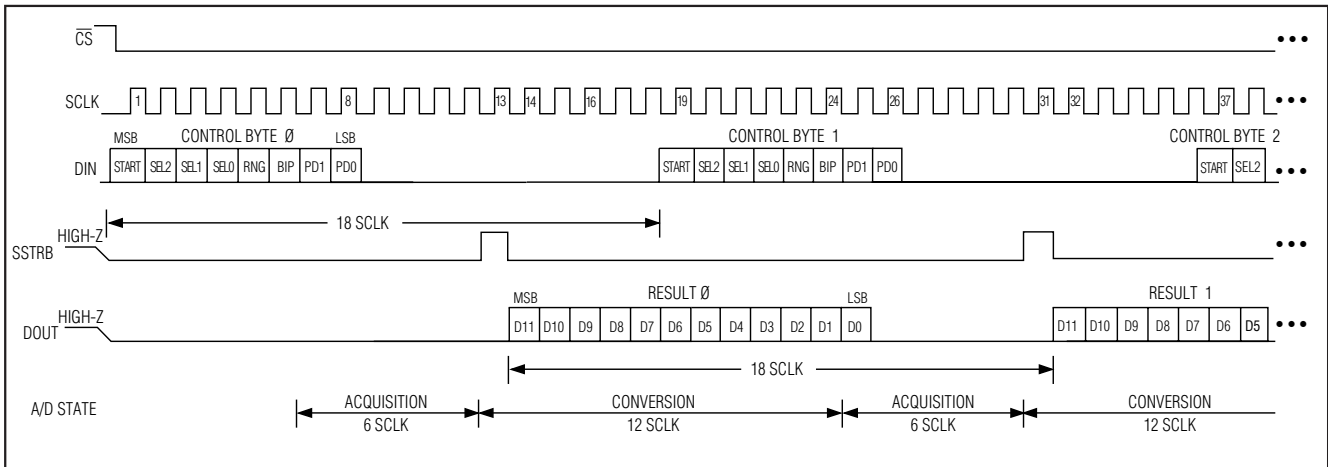 CS
SCLK 1 8 13 14 16 19 24 26 31 32 37
MSB CONTROL BYTE Ø LSB CONTROL BYTE 1 CONTROL BYTE 2
DIN START SEL2 SEL1 SEL0 RNG BIP PD1 PD0 START SEL2 SEL1 SEL0 RNG BIP PD1 PD0 START SEL2
18 SCLK
HIGH-Z
SSTRB
MSB RESULT Ø LSB RESULT 1
HIGH-Z
DOUT D11 D10 D9 D8 D7 D6 D5 D4 D3 D2 D1 D0 D11 D10 D9 D8 D7 D6 D5
18 SCLK
A/D STATE ACQUISITION CONVERSION ACQUISITION CONVERSION
6 SCLK 12 SCLK 6 SCLK 12 SCLK